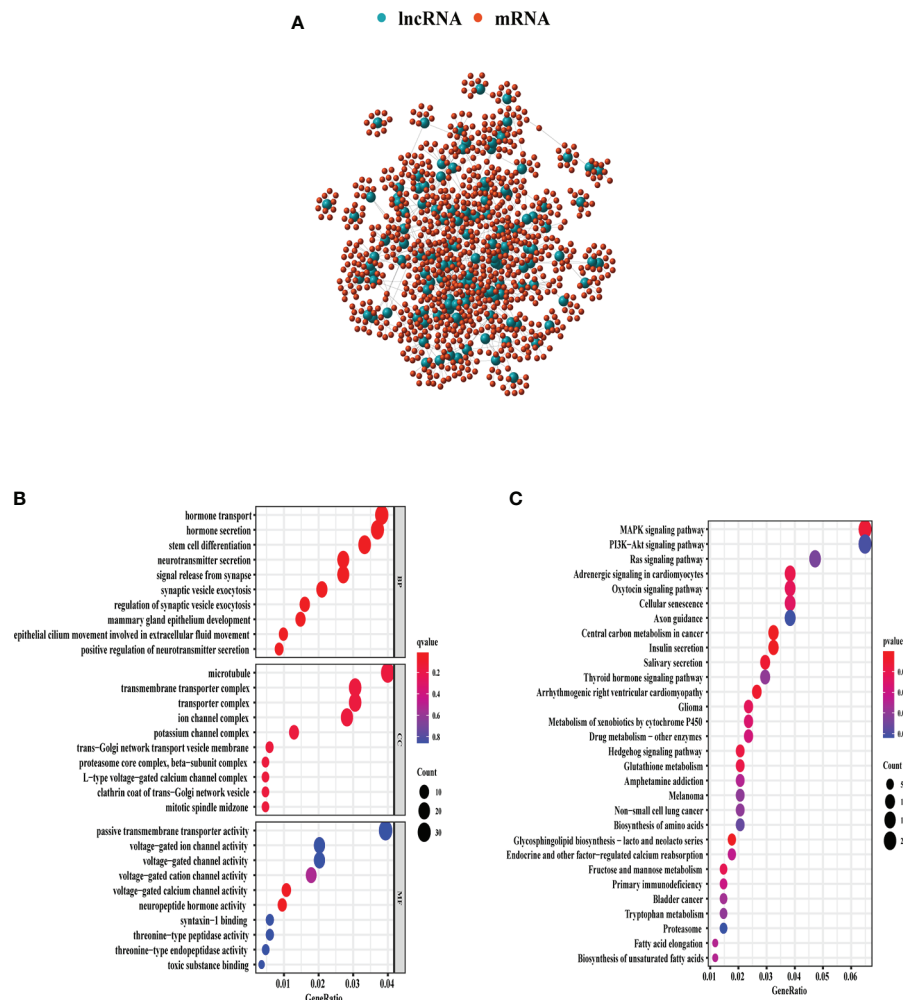 A
lncRNA mRNA
B
hormone transport
hormone secretion
stem cell differentiation
neurotransmitter secretion
signal release from synapse
synaptic vesicle exocytosis
regulation of synaptic vesicle exocytosis
mammary gland epithelium development
epithelial cilium movement involved in extracellular fluid movement
positive regulation of neurotransmitter secretion
BP
microtubule
transmembrane transporter complex
transporter complex
ion channel complex
potassium channel complex
trans-Golgi network transport vesicle membrane
proteasome core complex, beta-subunit complex
L-type voltage-gated calcium channel complex
clathrin coat of trans-Golgi network vesicle
mitotic spindle midzone
CC
passive transmembrane transporter activity
voltage-gated ion channel activity
voltage-gated channel activity
voltage-gated cation channel activity
voltage-gated calcium channel activity
neuropeptide hormone activity
syntaxin-1 binding
threonine-type peptidase activity
threonine-type endopeptidase activity
toxic substance binding
MF
0.01 0.02 0.03 0.04
GeneRatio
qvalue
0.2
0.4
0.6
0.8
Count
10
20
30
C
MAPK signaling pathway
PI3K-Akt signaling pathway
Ras signaling pathway
Adrenergic signaling in cardiomyocytes
Oxytocin signaling pathway
Cellular senescence
Axon guidance
Central carbon metabolism in cancer
Insulin secretion
Salivary secretion
Thyroid hormone signaling pathway
Arrhythmogenic right ventricular cardiomyopathy
Glioma
Metabolism of xenobiotics by cytochrome P450
Drug metabolism - other enzymes
Hedgehog signaling pathway
Glutathione metabolism
Amphetamine addiction
Melanoma
Non-small cell lung cancer
Biosynthesis of amino acids
Glycosphingolipid biosynthesis - lacto and neolacto series
Endocrine and other factor-regulated calcium reabsorption
Fructose and mannose metabolism
Primary immunodeficiency
Bladder cancer
Tryptophan metabolism
Proteasome
Fatty acid elongation
Biosynthesis of unsaturated fatty acids
0.01 0.02 0.03 0.04 0.05 0.06
GeneRatio
pvalue
Count